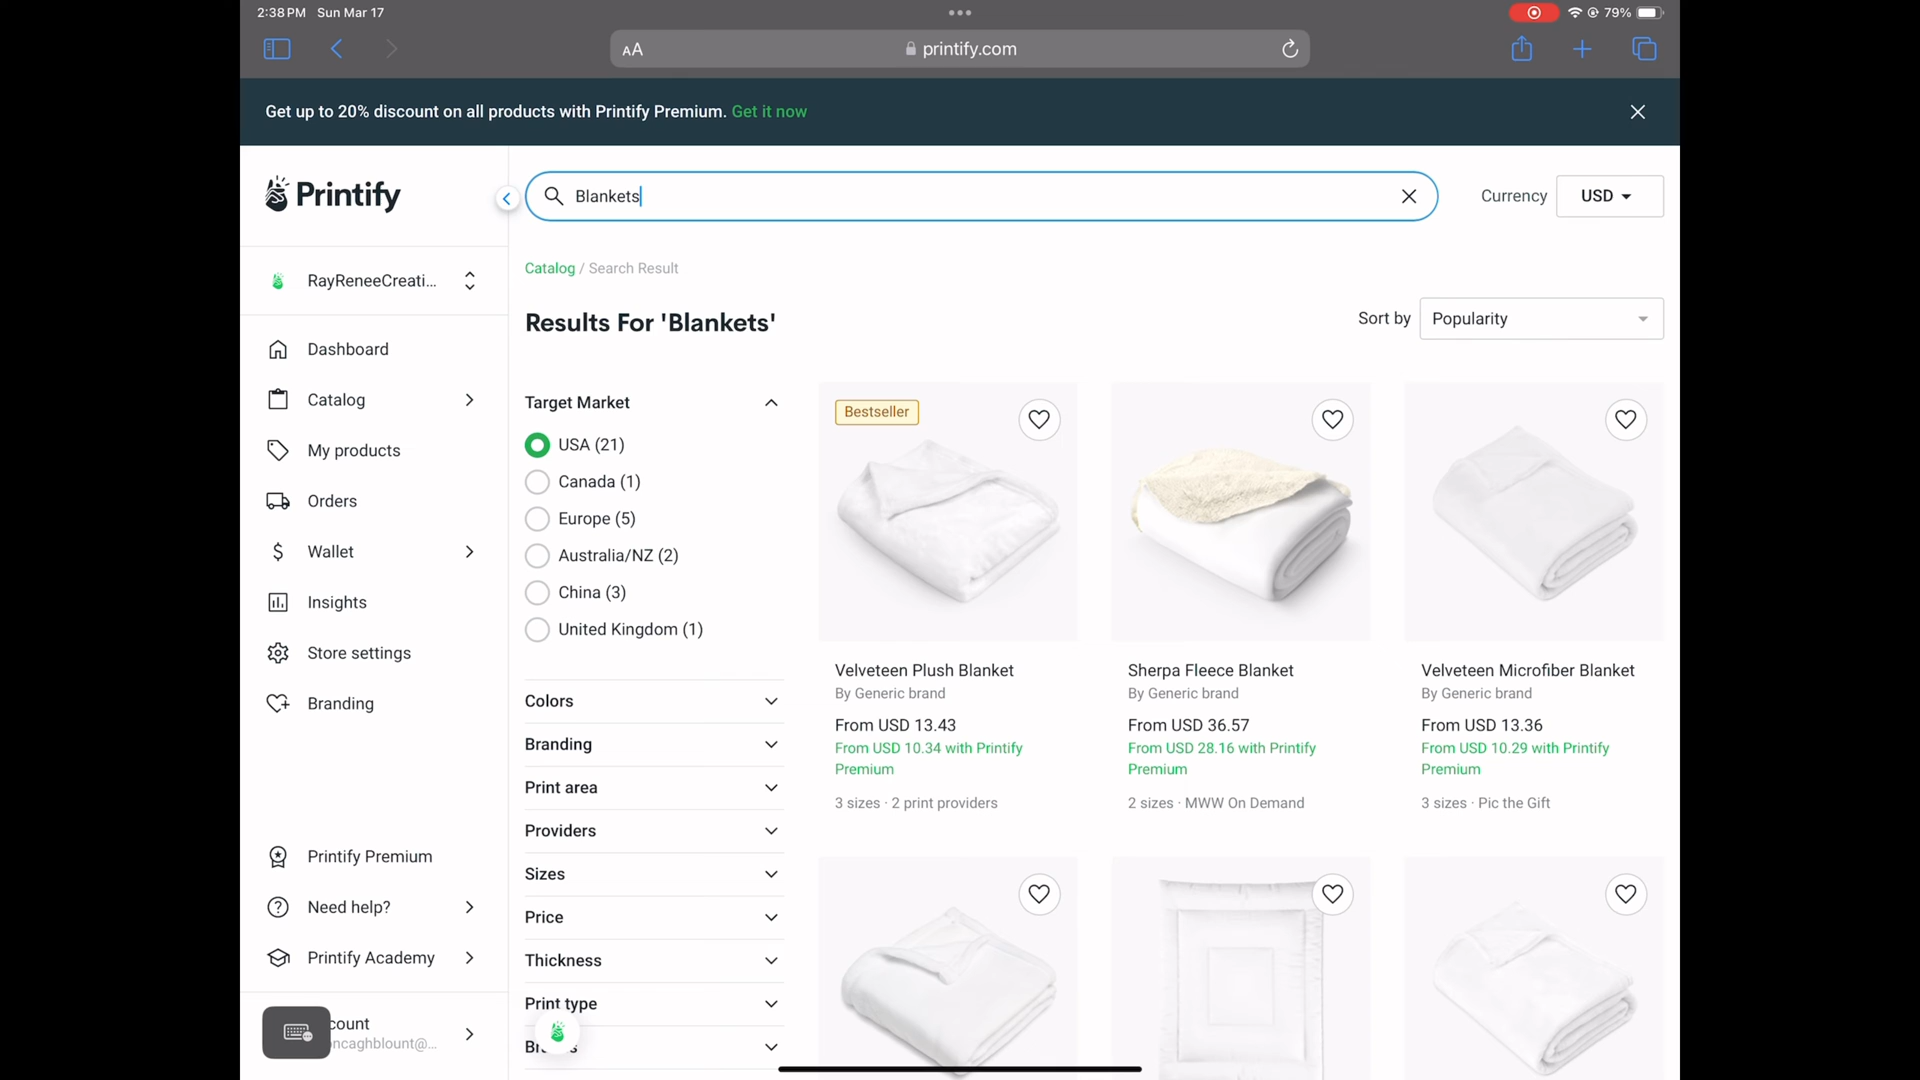 2:38 PM Sun Mar 17
79%
AA
printify.com
Get up to 20% discount on all products with Printify Premium. Get it now
Printify
Blankets
Currency
USD
RayReneeCreati...
Catalog / Search Result
Results For 'Blankets'
Sort by
Popularity
Dashboard
Catalog
My products
Orders
Wallet
Insights
Store settings
Branding
Printify Premium
Need help?
Printify Academy
count
ncaghblount@...
Target Market
USA (21)
Canada (1)
Europe (5)
Australia/NZ (2)
China (3)
United Kingdom (1)
Colors
Branding
Print area
Providers
Sizes
Price
Thickness
Print type
Bestseller
Velveteen Plush Blanket
By Generic brand
From USD 13.43
From USD 10.34 with Printify
Premium
3 sizes · 2 print providers
Sherpa Fleece Blanket
By Generic brand
From USD 36.57
From USD 28.16 with Printify
Premium
2 sizes · MWW On Demand
Velveteen Microfiber Blanket
By Generic brand
From USD 13.36
From USD 10.29 with Printify
Premium
3 sizes · Pic the Gift